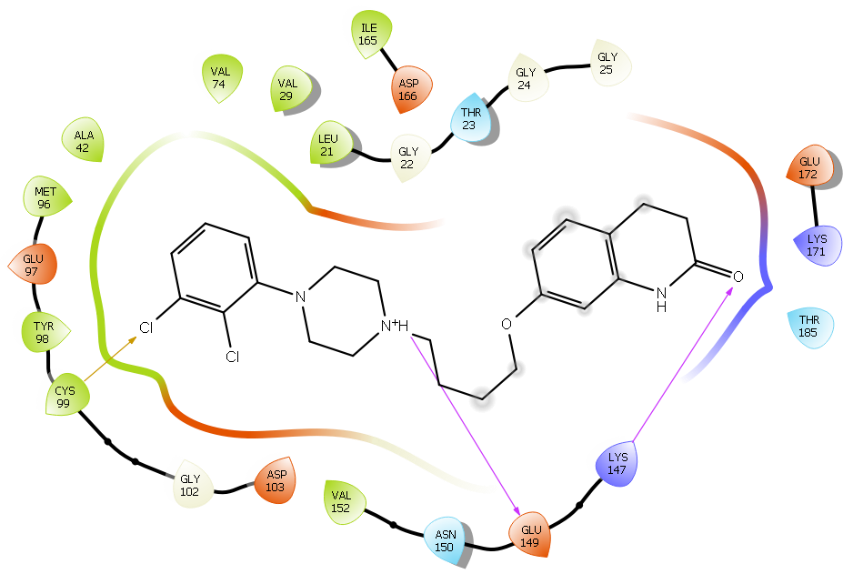 ILE
165
VAL
74
VAL
29
ASP
166
GLY
24
GLY
25
THR
23
ALA
42
LEU
21
GLY
22
GLU
172
MET
96
LYS
171
GLU
97
O
N
NH
Cl
N+H
O
THR
185
TYR
98
Cl
CYS
99
LYS
147
GLY
102
ASP
103
VAL
152
ASN
150
GLU
149